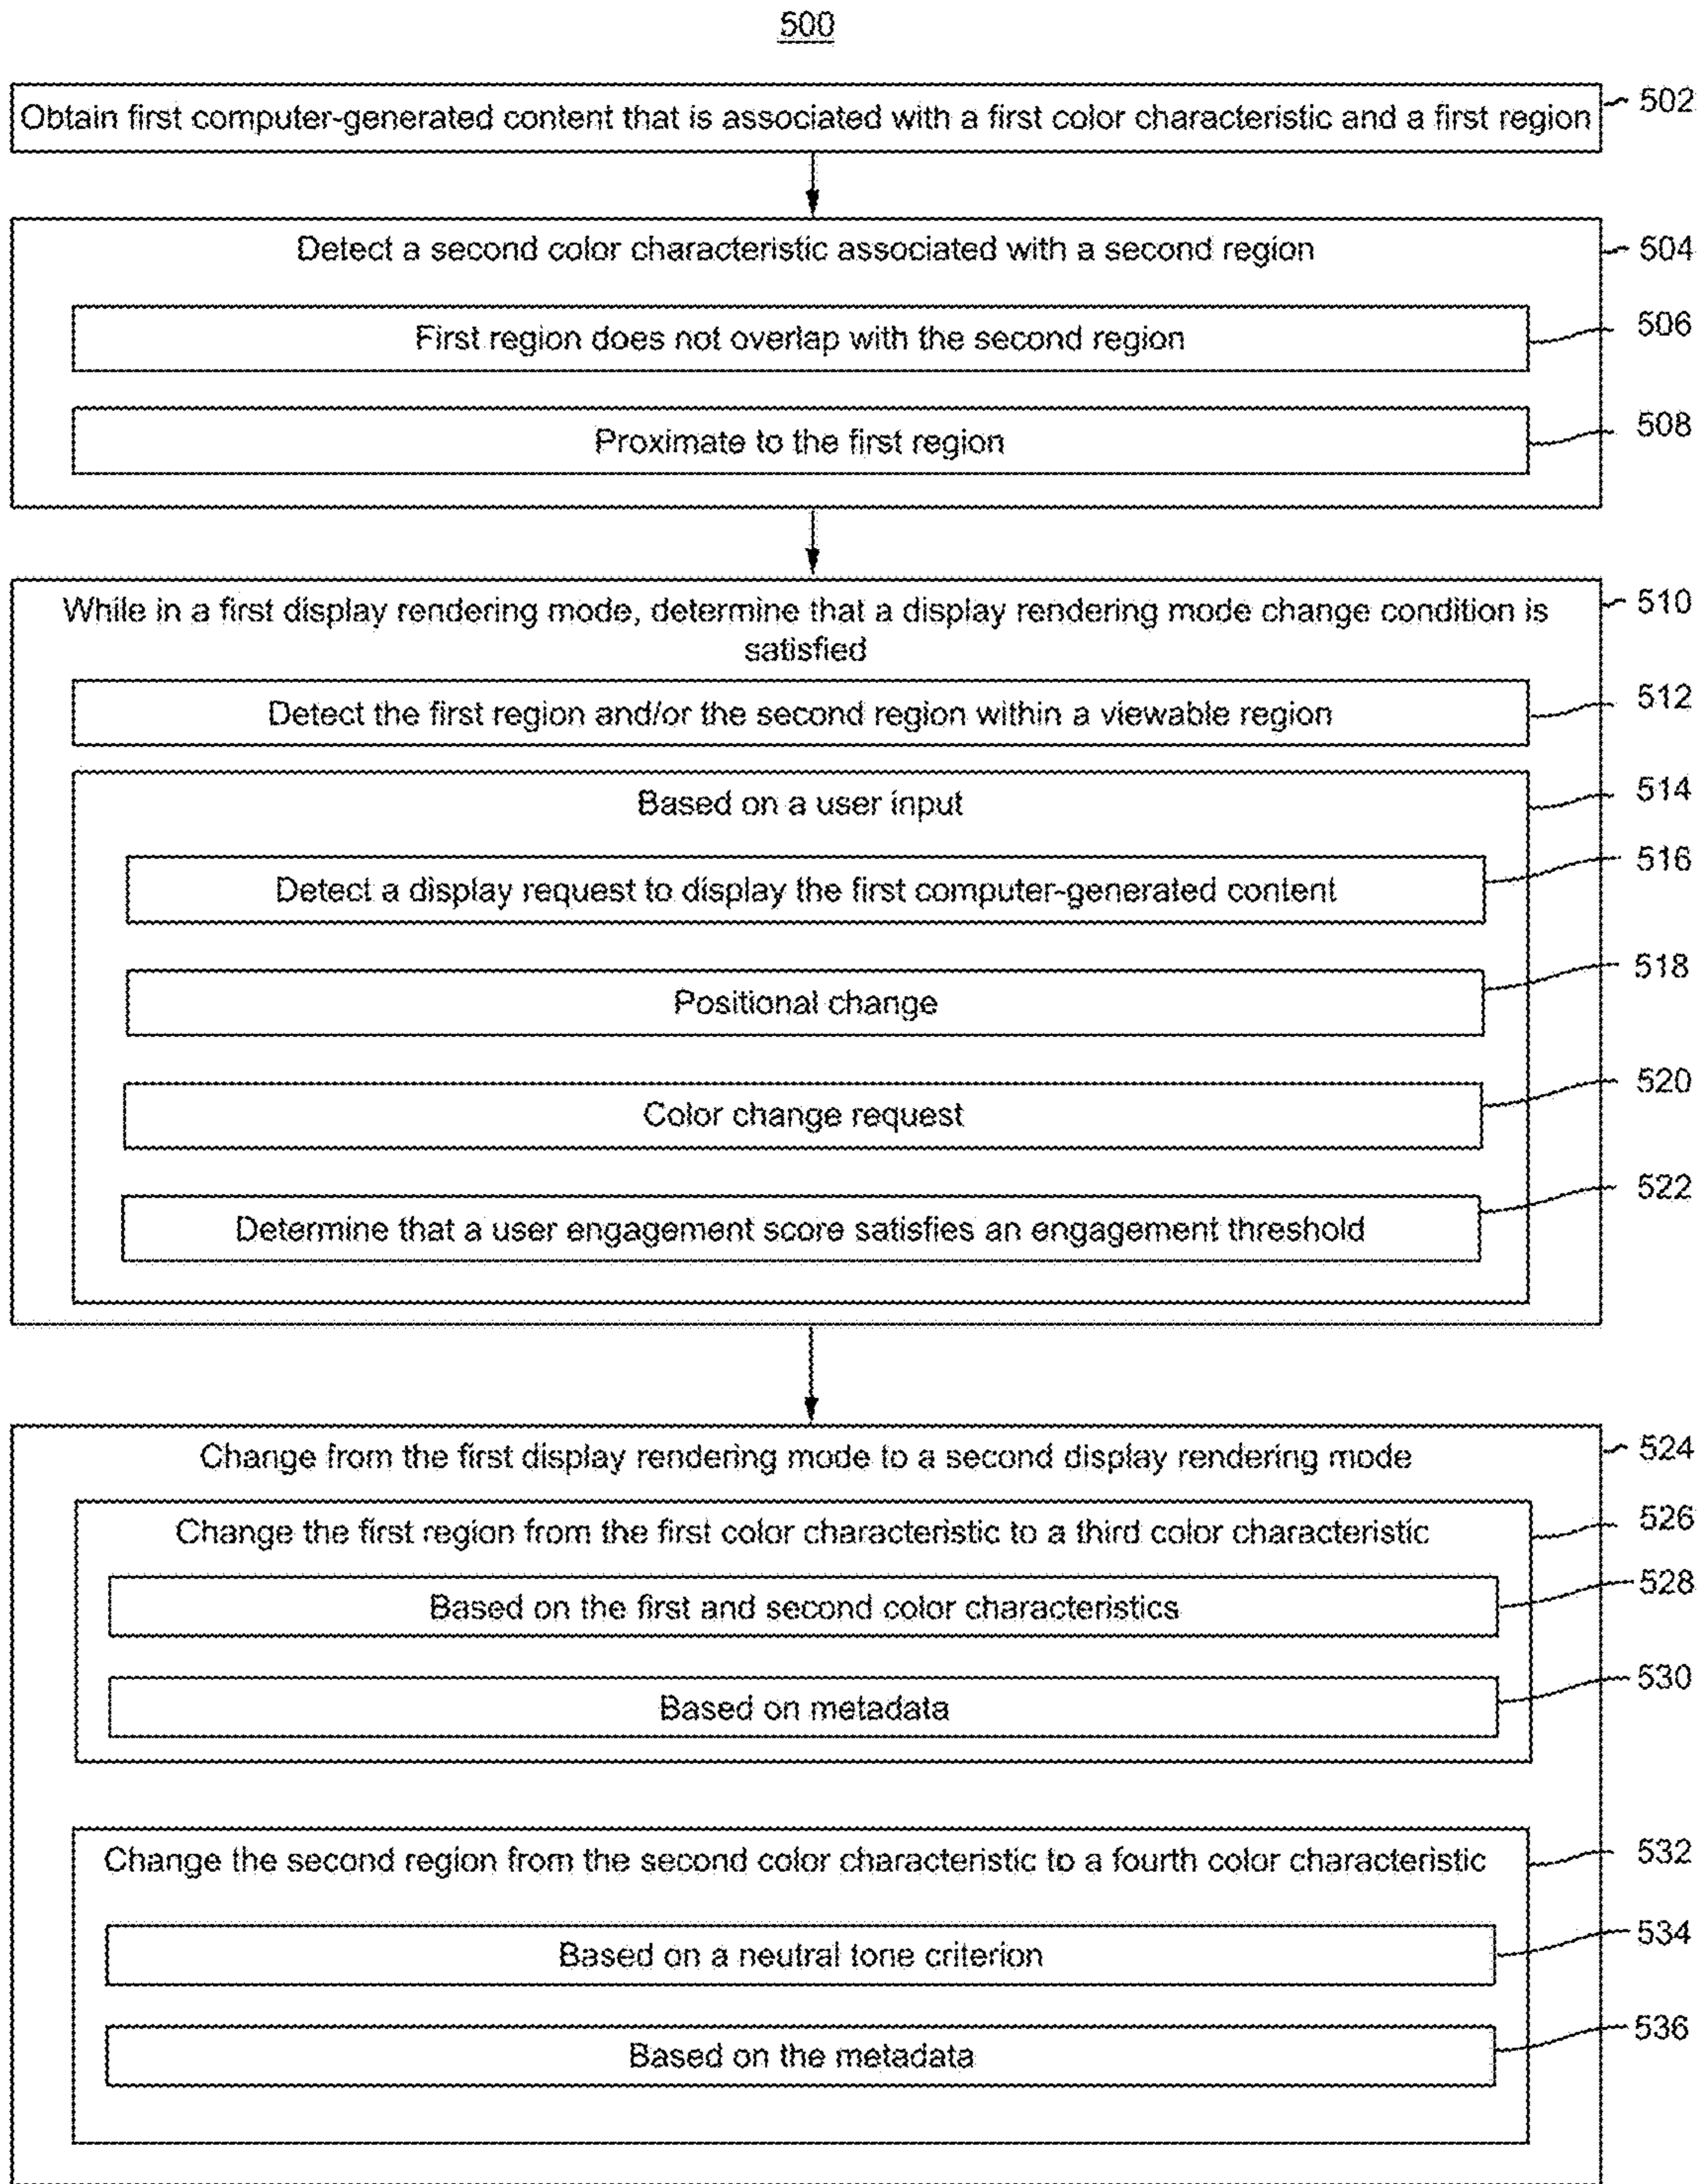 500
Obtain first computer-generated content that is associated with a first color characteristic and a first region
502
Detect a second color characteristic associated with a second region
504
First region does not overlap with the second region
506
Proximate to the first region
508
While in a first display rendering mode, determine that a display rendering mode change condition is
satisfied
510
Detect the first region and/or the second region within a viewable region
512
Based on a user input
514
Detect a display request to display the first computer-generated content
516
Positional change
518
Color change request
520
Determine that a user engagement score satisfies an engagement threshold
522
Change from the first display rendering mode to a second display rendering mode
524
Change the first region from the first color characteristic to a third color characteristic
526
Based on the first and second color characteristics
528
Based on metadata
530
Change the second region from the second color characteristic to a fourth color characteristic
532
Based on a neutral tone criterion
534
Based on the metadata
536